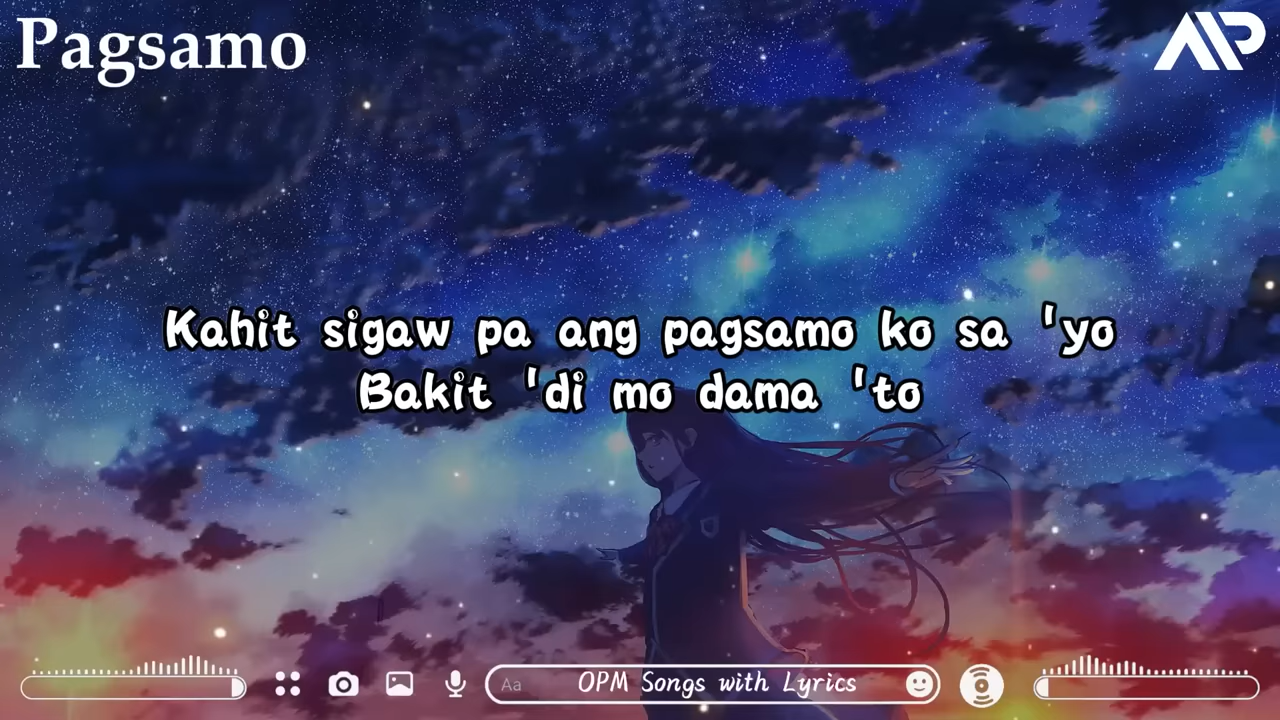 Pagsamo
AP
Kahit sigaw pa ang pagsamo ko sa 'yo
Bakit 'di mo dama 'to
Aa
OPM Songs with Lyrics